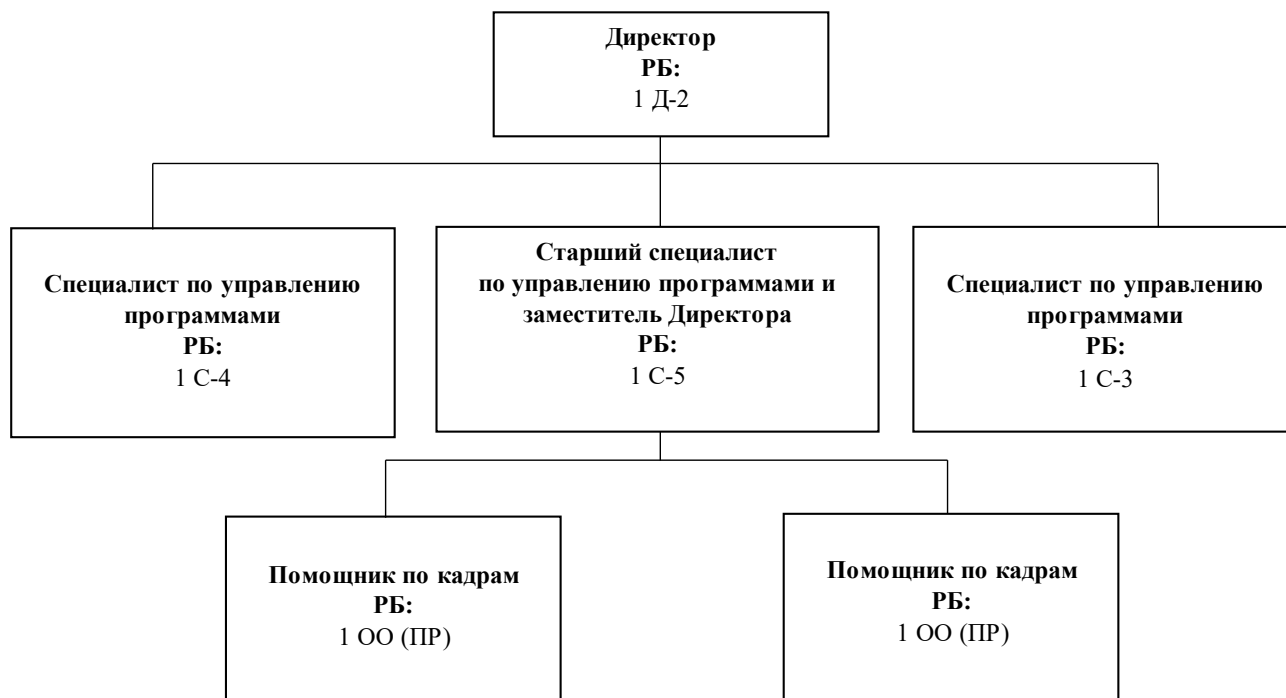 Директор
РБ:
1 Д-2
Специалист по управлению
программами
РБ:
1 С-4
Старший специалист
по управлению программами и
заместитель Директора
РБ:
1 С-5
Специалист по управлению
программами
РБ:
1 С-3
Помощник по кадрам
РБ:
1 ОО (ПР)
Помощник по кадрам
РБ:
1 ОО (ПР)